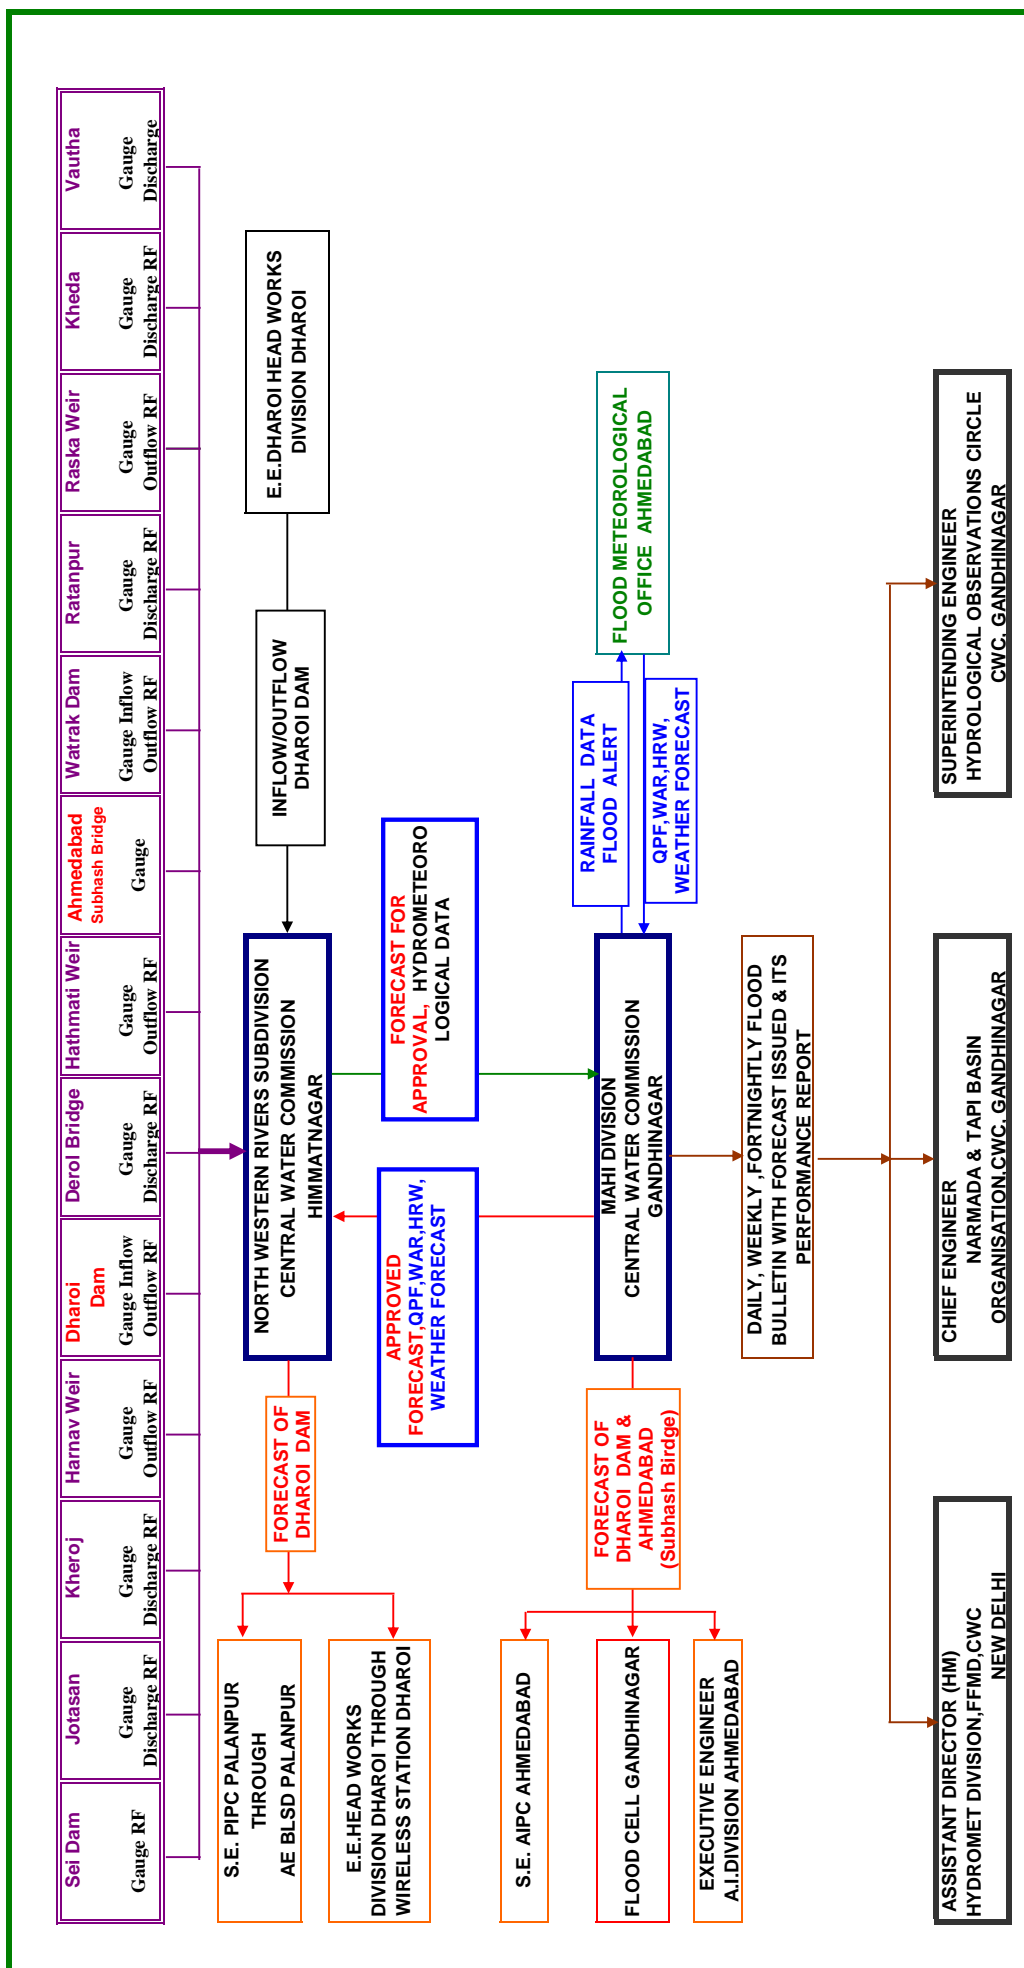 Sei Dam
Gauge RF
Jotasan
Gauge
Discharge RF
Kheroj
Gauge
Discharge RF
Harnav Weir
Gauge
Outflow RF
Dharoi
Dam
Gauge Inflow
Outflow RF
Derol Bridge
Gauge
Discharge RF
Hathmati Weir
Gauge
Outflow RF
Ahmedabad
Subhash Bridge
Gauge
Watrak Dam
Gauge Inflow
Outflow RF
Ratanpur
Gauge
Discharge RF
Raska Weir
Gauge
Outflow RF
Kheda
Gauge
Discharge RF
Vautha
Gauge
Discharge
S.E. PIPC PALANPUR
THROUGH
AE BLSD PALANPUR
E.E.HEAD WORKS
DIVISION DHAROI THROUGH
WIRELESS STATION DHAROI
FORECAST OF
DHAROI DAM
NORTH WESTERN RIVERS SUBDIVISION
CENTRAL WATER COMMISSION
HIMMATNAGAR
INFLOW/OUTFLOW
DHAROI DAM
E.E.DHAROI HEAD WORKS
DIVISION DHAROI
APPROVED
FORECAST,QPF,WAR,HRW,
WEATHER FORECAST
FORECAST FOR
APPROVAL, HYDROMETEORO
LOGICAL DATA
S.E. AIPC AHMEDABAD
FLOOD CELL GANDHINAGAR
EXECUTIVE ENGINEER
A.I.DIVISION AHMEDABAD
FORECAST OF
DHAROI DAM &
AHMEDABAD
(Subhash Birdge)
MAHI DIVISION
CENTRAL WATER COMMISSION
GANDHINAGAR
RAINFALL DATA
FLOOD ALERT
QPF,WAR,HRW,
WEATHER FORECAST
FLOOD METEOROLOGICAL
OFFICE AHMEDABAD
DAILY, WEEKLY ,FORTNIGHTLY FLOOD
BULLETIN WITH FORECAST ISSUED & ITS
PERFORMANCE REPORT
ASSISTANT DIRECTOR (HM)
HYDROMET DIVISION,FFMD,CWC
NEW DELHI
CHIEF ENGINEER
NARMADA & TAPI BASIN
ORGANISATION,CWC, GANDHINAGAR
SUPERINTENDING ENGINEER
HYDROLOGICAL OBSERVATIONS CIRCLE
CWC, GANDHINAGAR